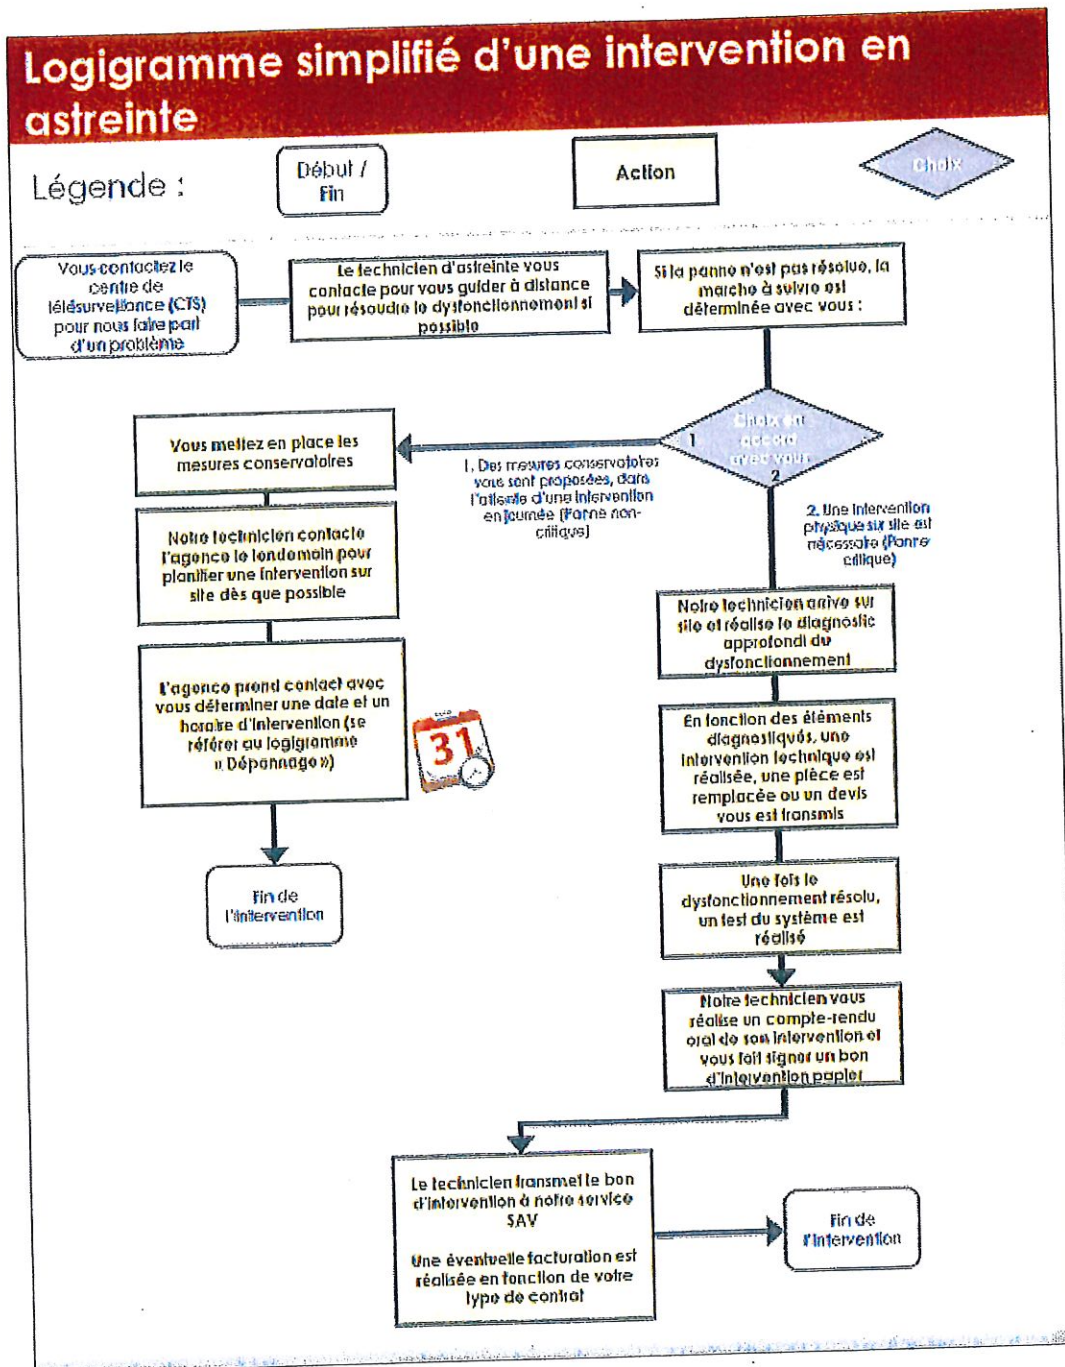 Logigramme simplifié d'une intervention en
astreinte
Légende :
Début /
Fin
Action
Choix
Vous contactez le
centre de
télésurveillance (CTS)
pour nous faire part
d'un problème
Le technicien d'astreinte vous
contacte pour vous guider à distance
pour résoudre le dysfonctionnement si
possible
Si la panne n'est pas résolue, la
marche à suivre est
déterminée avec vous :
Choix en
accord
avec vous
1
2
1. Des mesures conservatoires
vous sont proposées, dans
l'attente d'une intervention
en journée (Panne non-
critique)
2. Une intervention
physique sur site est
nécessaire (Panne
critique)
Vous mettez en place les
mesures conservatoires
Notre technicien contacte
l'agence le lendemain pour
planifier une intervention sur
site dès que possible
L'agence prend contact avec
vous déterminer une date et un
horaire d'intervention (se
référer au logigramme
« Dépannage »)
31
Fin de
l'intervention
Notre technicien arrive sur
site et réalise le diagnostic
approfondi du
dysfonctionnement
En fonction des éléments
diagnostiqués, une
intervention technique est
réalisée, une pièce est
remplacée ou un devis
vous est transmis
Une fois le
dysfonctionnement résolu,
un test du système est
réalisé
Notre technicien vous
réalise un compte-rendu
oral de son intervention et
vous fait signer un bon
d'intervention papier
Le technicien transmet le bon
d'intervention à notre service
SAV
Une éventuelle facturation est
réalisée en fonction de votre
type de contrat
Fin de
l'intervention